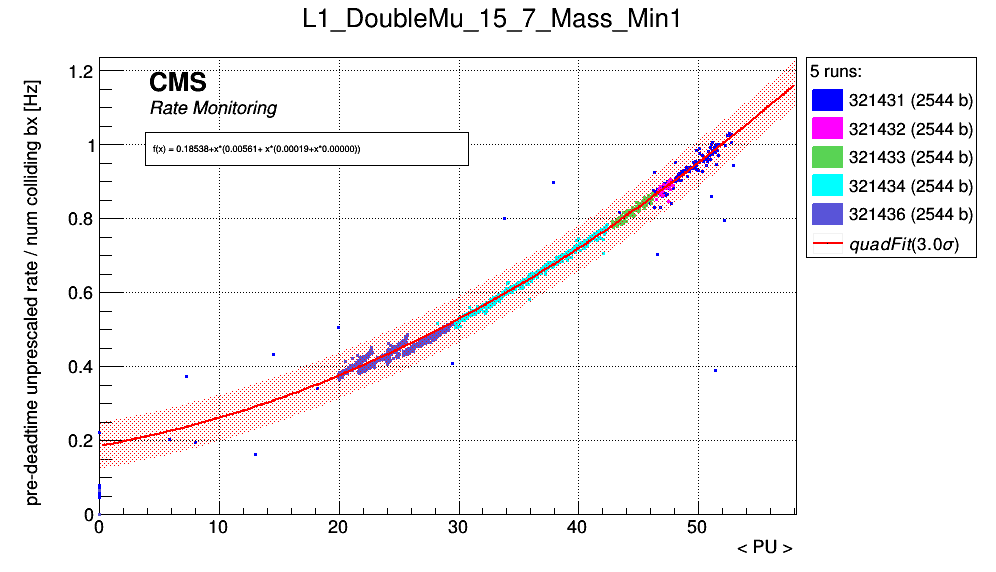 L1_DoubleMu_15_7_Mass_Min1
pre-deadtime unprescaled rate / num colliding bx [Hz]
CMS
Rate Monitoring
f(x) = 0.18538+x*(0.00561+ x*(0.00019+x*0.00000))
1.2
1
0.8
0.6
0.4
0.2
0
0 10 20 30 40 50
< PU >
5 runs:
321431 (2544 b)
321432 (2544 b)
321433 (2544 b)
321434 (2544 b)
321436 (2544 b)
quadFit(3.0σ)